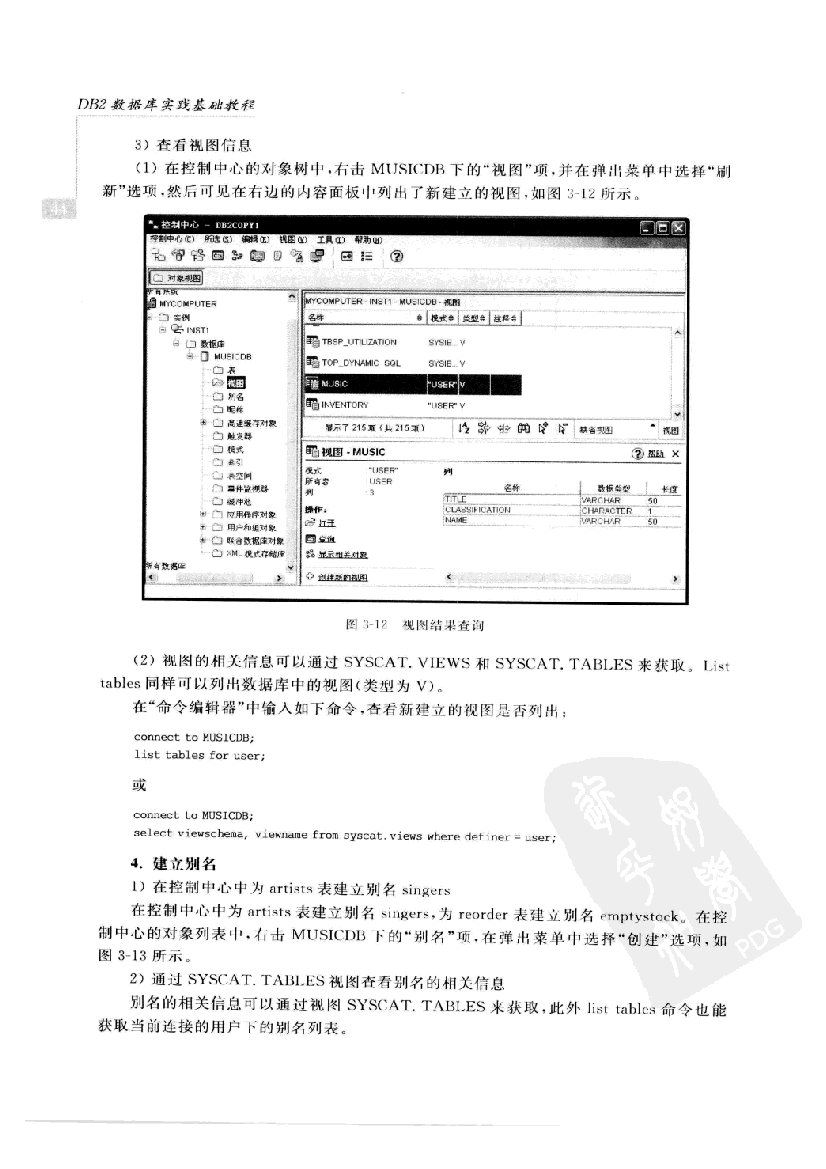 DB2 数据库实践基础教程
3）查看视图信息
（1）在控制中心的对象树中，右击 MUSICDB 下的“视图”项，并在弹出菜单中选择“刷
新”选项，然后可见在右边的内容面板中列出了新建立的视图，如图 3-12 所示。
控制中心 - DB2COPY1
控制中心(C) 所选(S) 编辑(E) 视图(V) 工具(T) 帮助(H)
对象视图
所有系统
MYCOMPUTER
实例
INST1
数据库
MUSICDB
表
视图
别名
昵称
高速缓存对象
触发器
模式
索引
表空间
事件监视器
缓冲池
应用程序对象
用户和组对象
联合数据库对象
XML 模式存储库
所有数据库
MYCOMPUTER - INST1 - MUSICDB - 视图
名称 模式 类型 注释
TBSP_UTILIZATION SYSIB... V
TOP_DYNAMIC_SQL SYSIB... V
MUSIC "USER" V
INVENTORY "USER" V
显示了 215 项（共 215 项） 缺省视图 视图
视图 - MUSIC 帮助 X
模式 "USER"
所有者 USER
列 : 3
操作:
打开
查询
显示相关对象
创建新的视图
列
名称 数据类型 长度
TITLE VARCHAR 50
CLASSIFICATION CHARACTER 1
NAME VARCHAR 50
图 3-12 视图结果查询
（2）视图的相关信息可以通过 SYSCAT. VIEWS 和 SYSCAT. TABLES 来获取。List
tables 同样可以列出数据库中的视图（类型为 V）。
在“命令编辑器”中输入如下命令，查看新建立的视图是否列出：
connect to MUSICDB;
list tables for user;
或
connect to MUSICDB;
select viewschema, viewname from syscat.views where definer = user;
4. 建立别名
1）在控制中心中为 artists 表建立别名 singers
在控制中心中为 artists 表建立别名 singers，为 reorder 表建立别名 emptystock。在控
制中心的对象列表中，右击 MUSICDB 下的“别名”项，在弹出菜单中选择“创建”选项，如
图 3-13 所示。
2）通过 SYSCAT. TABLES 视图查看别名的相关信息
别名的相关信息可以通过视图 SYSCAT. TABLES 来获取，此外 list tables 命令也能
获取当前连接的用户下的别名列表。
PDG